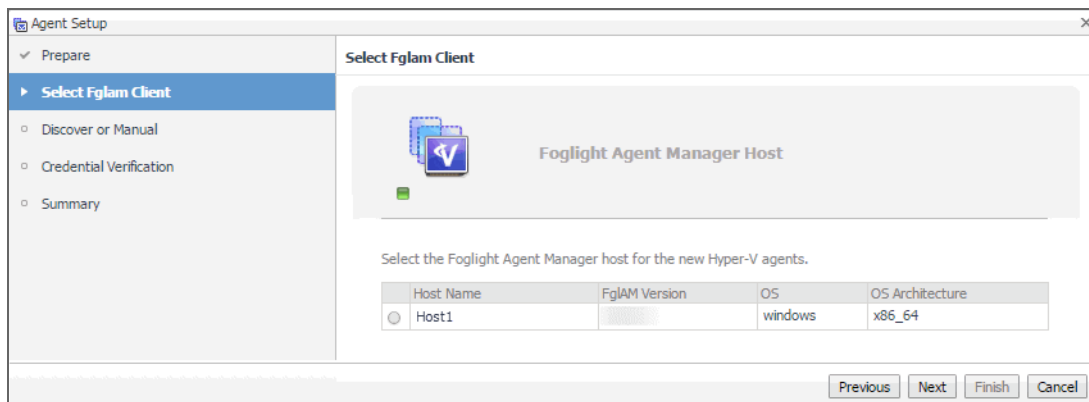 Agent Setup
Prepare
Select Fglam Client
Discover or Manual
Credential Verification
Summary
Select Fglam Client
Foglight Agent Manager Host
Select the Foglight Agent Manager host for the new Hyper-V agents.
Host Name FglAM Version OS OS Architecture
Host1 windows x86_64
Previous Next Finish Cancel